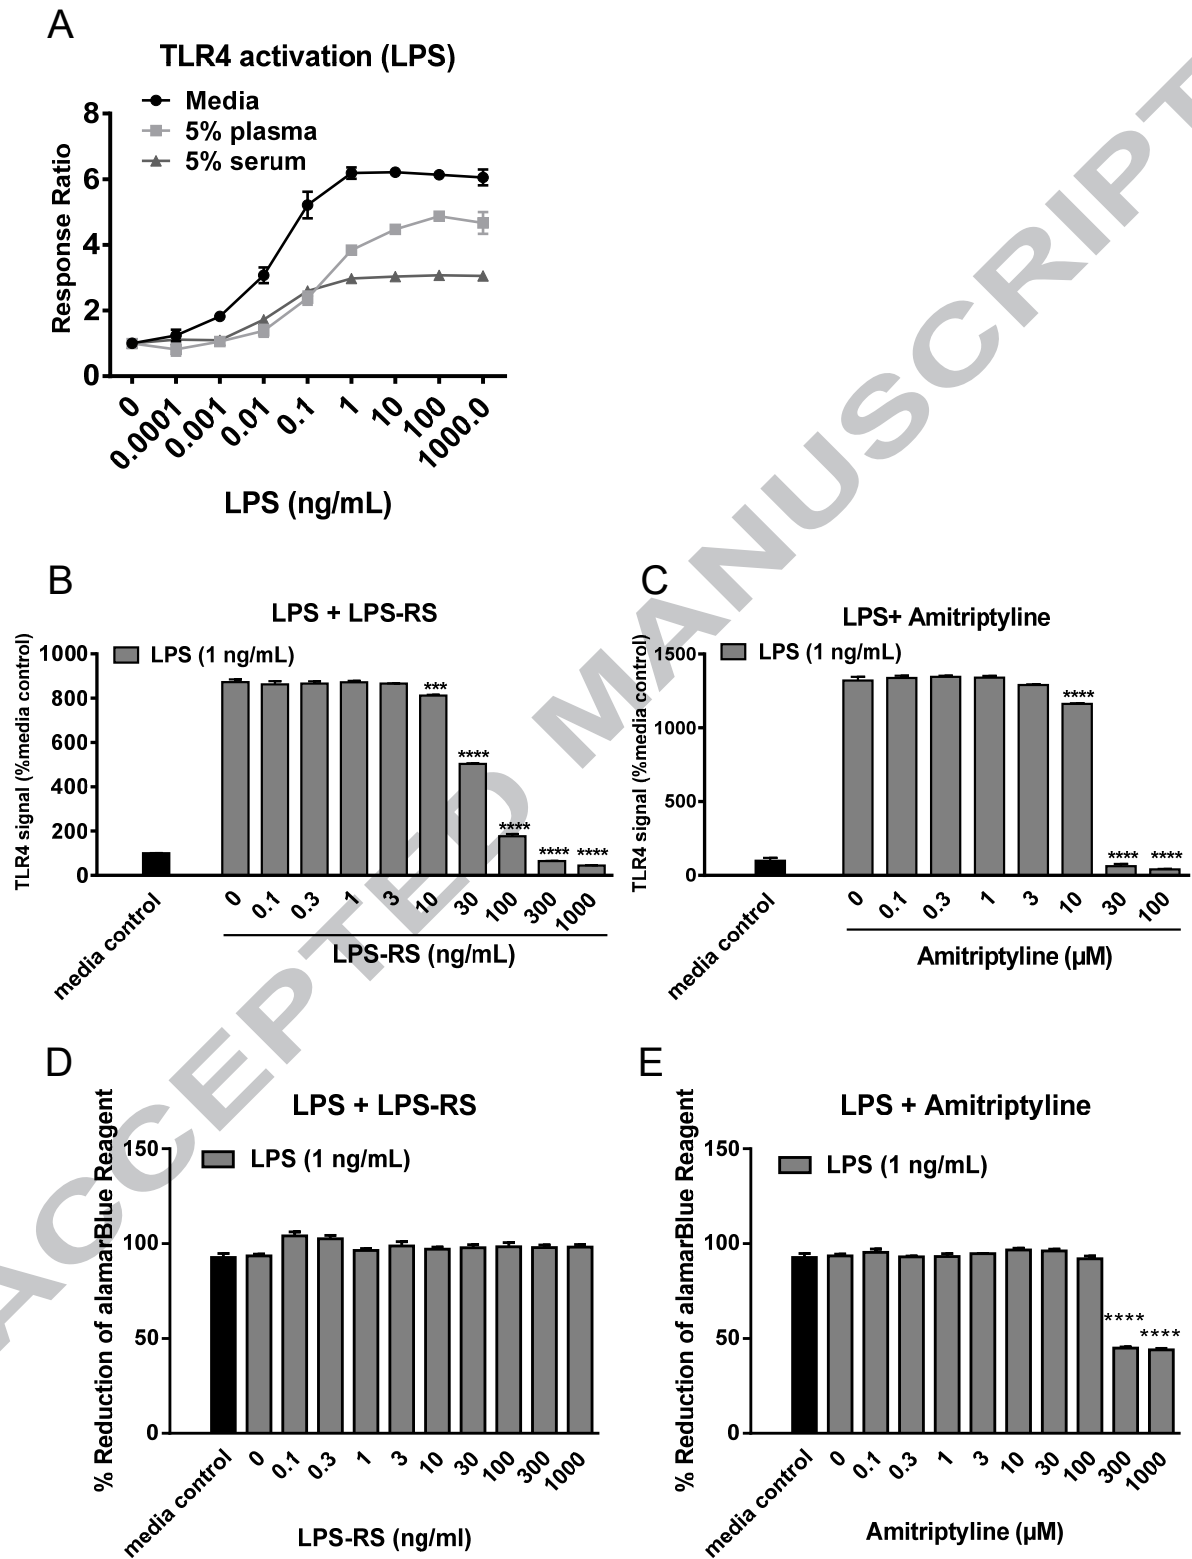 A
TLR4 activation (LPS)
Media
5% plasma
5% serum
Response Ratio
8
6
4
2
0
0
0.0001
0.001
0.01
0.1
1
10
100
1000.0
LPS (ng/mL)
B
LPS + LPS-RS
LPS (1 ng/mL)
TLR4 signal (%media control)
1000
800
600
400
200
0
***
****
****
****
****
media control
0
0.1
0.3
1
3
10
30
100
300
1000
LPS-RS (ng/mL)
C
LPS+ Amitriptyline
LPS (1 ng/mL)
TLR4 signal (%media control)
1500
1000
500
0
****
****
****
media control
0
0.1
0.3
1
3
10
30
100
Amitriptyline (µM)
D
LPS + LPS-RS
LPS (1 ng/mL)
% Reduction of alamarBlue Reagent
150
100
50
0
media control
0
0.1
0.3
1
3
10
30
100
300
1000
LPS-RS (ng/ml)
E
LPS + Amitriptyline
LPS (1 ng/mL)
% Reduction of alamarBlue Reagent
150
100
50
0
****
****
media control
0
0.1
0.3
1
3
10
30
100
300
1000
Amitriptyline (µM)
ACCEPTED MANUSCRIPT